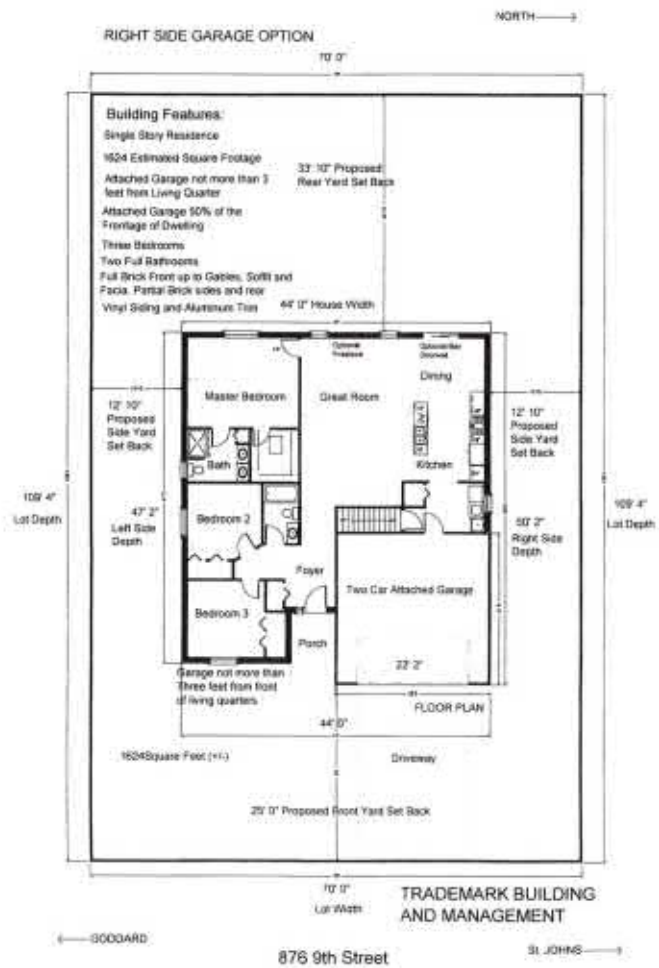 NORTH
RIGHT SIDE GARAGE OPTION
70' 0"
Building Features:
Single Story Residence
1624 Estimated Square Footage
Attached Garage not more than 3
feet from Living Quarter
Attached Garage 50% of the
Frontage of Dwelling
Three Bedrooms
Two Full Bathrooms
Full Brick Front up to Gables, Soffit and
Facia. Partial Brick sides and rear
Vinyl Siding and Aluminum Trim
33' 10" Proposed
Rear Yard Set Back
44' 0" House Width
Optional
Fireplace
Optional
Doorwall
Dining
Master Bedroom
Great Room
12' 10"
Proposed
Side Yard
Set Back
12' 10"
Proposed
Side Yard
Set Back
Bath
Kitchen
109' 4"
Lot Depth
109' 4"
Lot Depth
47' 2"
Left Side
Depth
50' 2"
Right Side
Depth
Bedroom 2
Foyer
Two Car Attached Garage
Bedroom 3
Porch
22' 2"
Garage not more than
Three feet from front
of living quarters
FLOOR PLAN
44' 0"
1624Square Feet (+/-)
Driveway
25' 0" Proposed Front Yard Set Back
70' 0"
Lot Width
TRADEMARK BUILDING
AND MANAGEMENT
GODDARD
876 9th Street
St. JOHNS